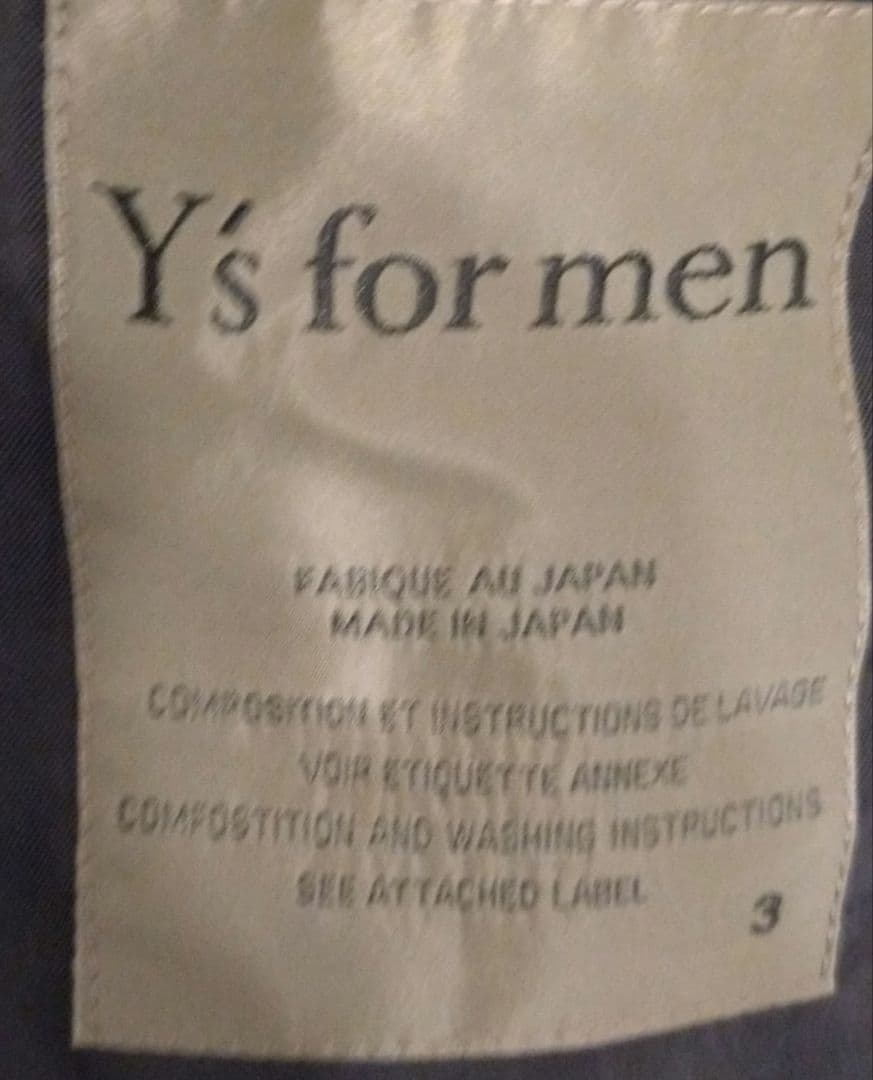 Y's for men
FABIQUE AU JAPAN
MADE IN JAPAN
COMPOSITION ET INSTRUCTIONS DE LAVAGE
VOIR ETIQUETTE ANNEXE
COMPOSTITION AND WASHING INSTRUCTIONS
SEE ATTACHED LABEL
3